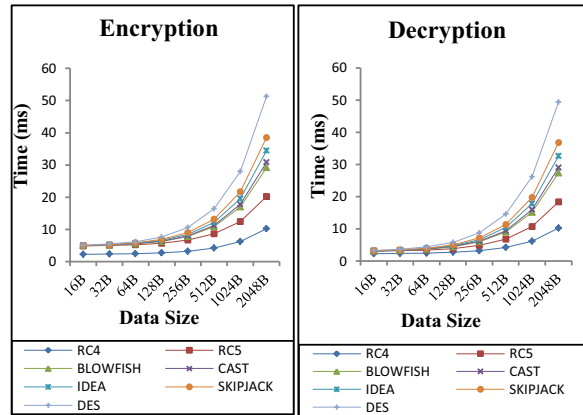 Encryption
60
50
40
30
20
10
0
Time (ms)
16B
32B
64B
128B
256B
512B
1024B
2048B
Data Size
RC4
RC5
BLOWFISH
CAST
IDEA
SKIPJACK
DES
Decryption
60
50
40
30
20
10
0
Time (ms)
16B
32B
64B
128B
256B
512B
1024B
2048B
Data Size
RC4
RC5
BLOWFISH
CAST
IDEA
SKIPJACK
DES